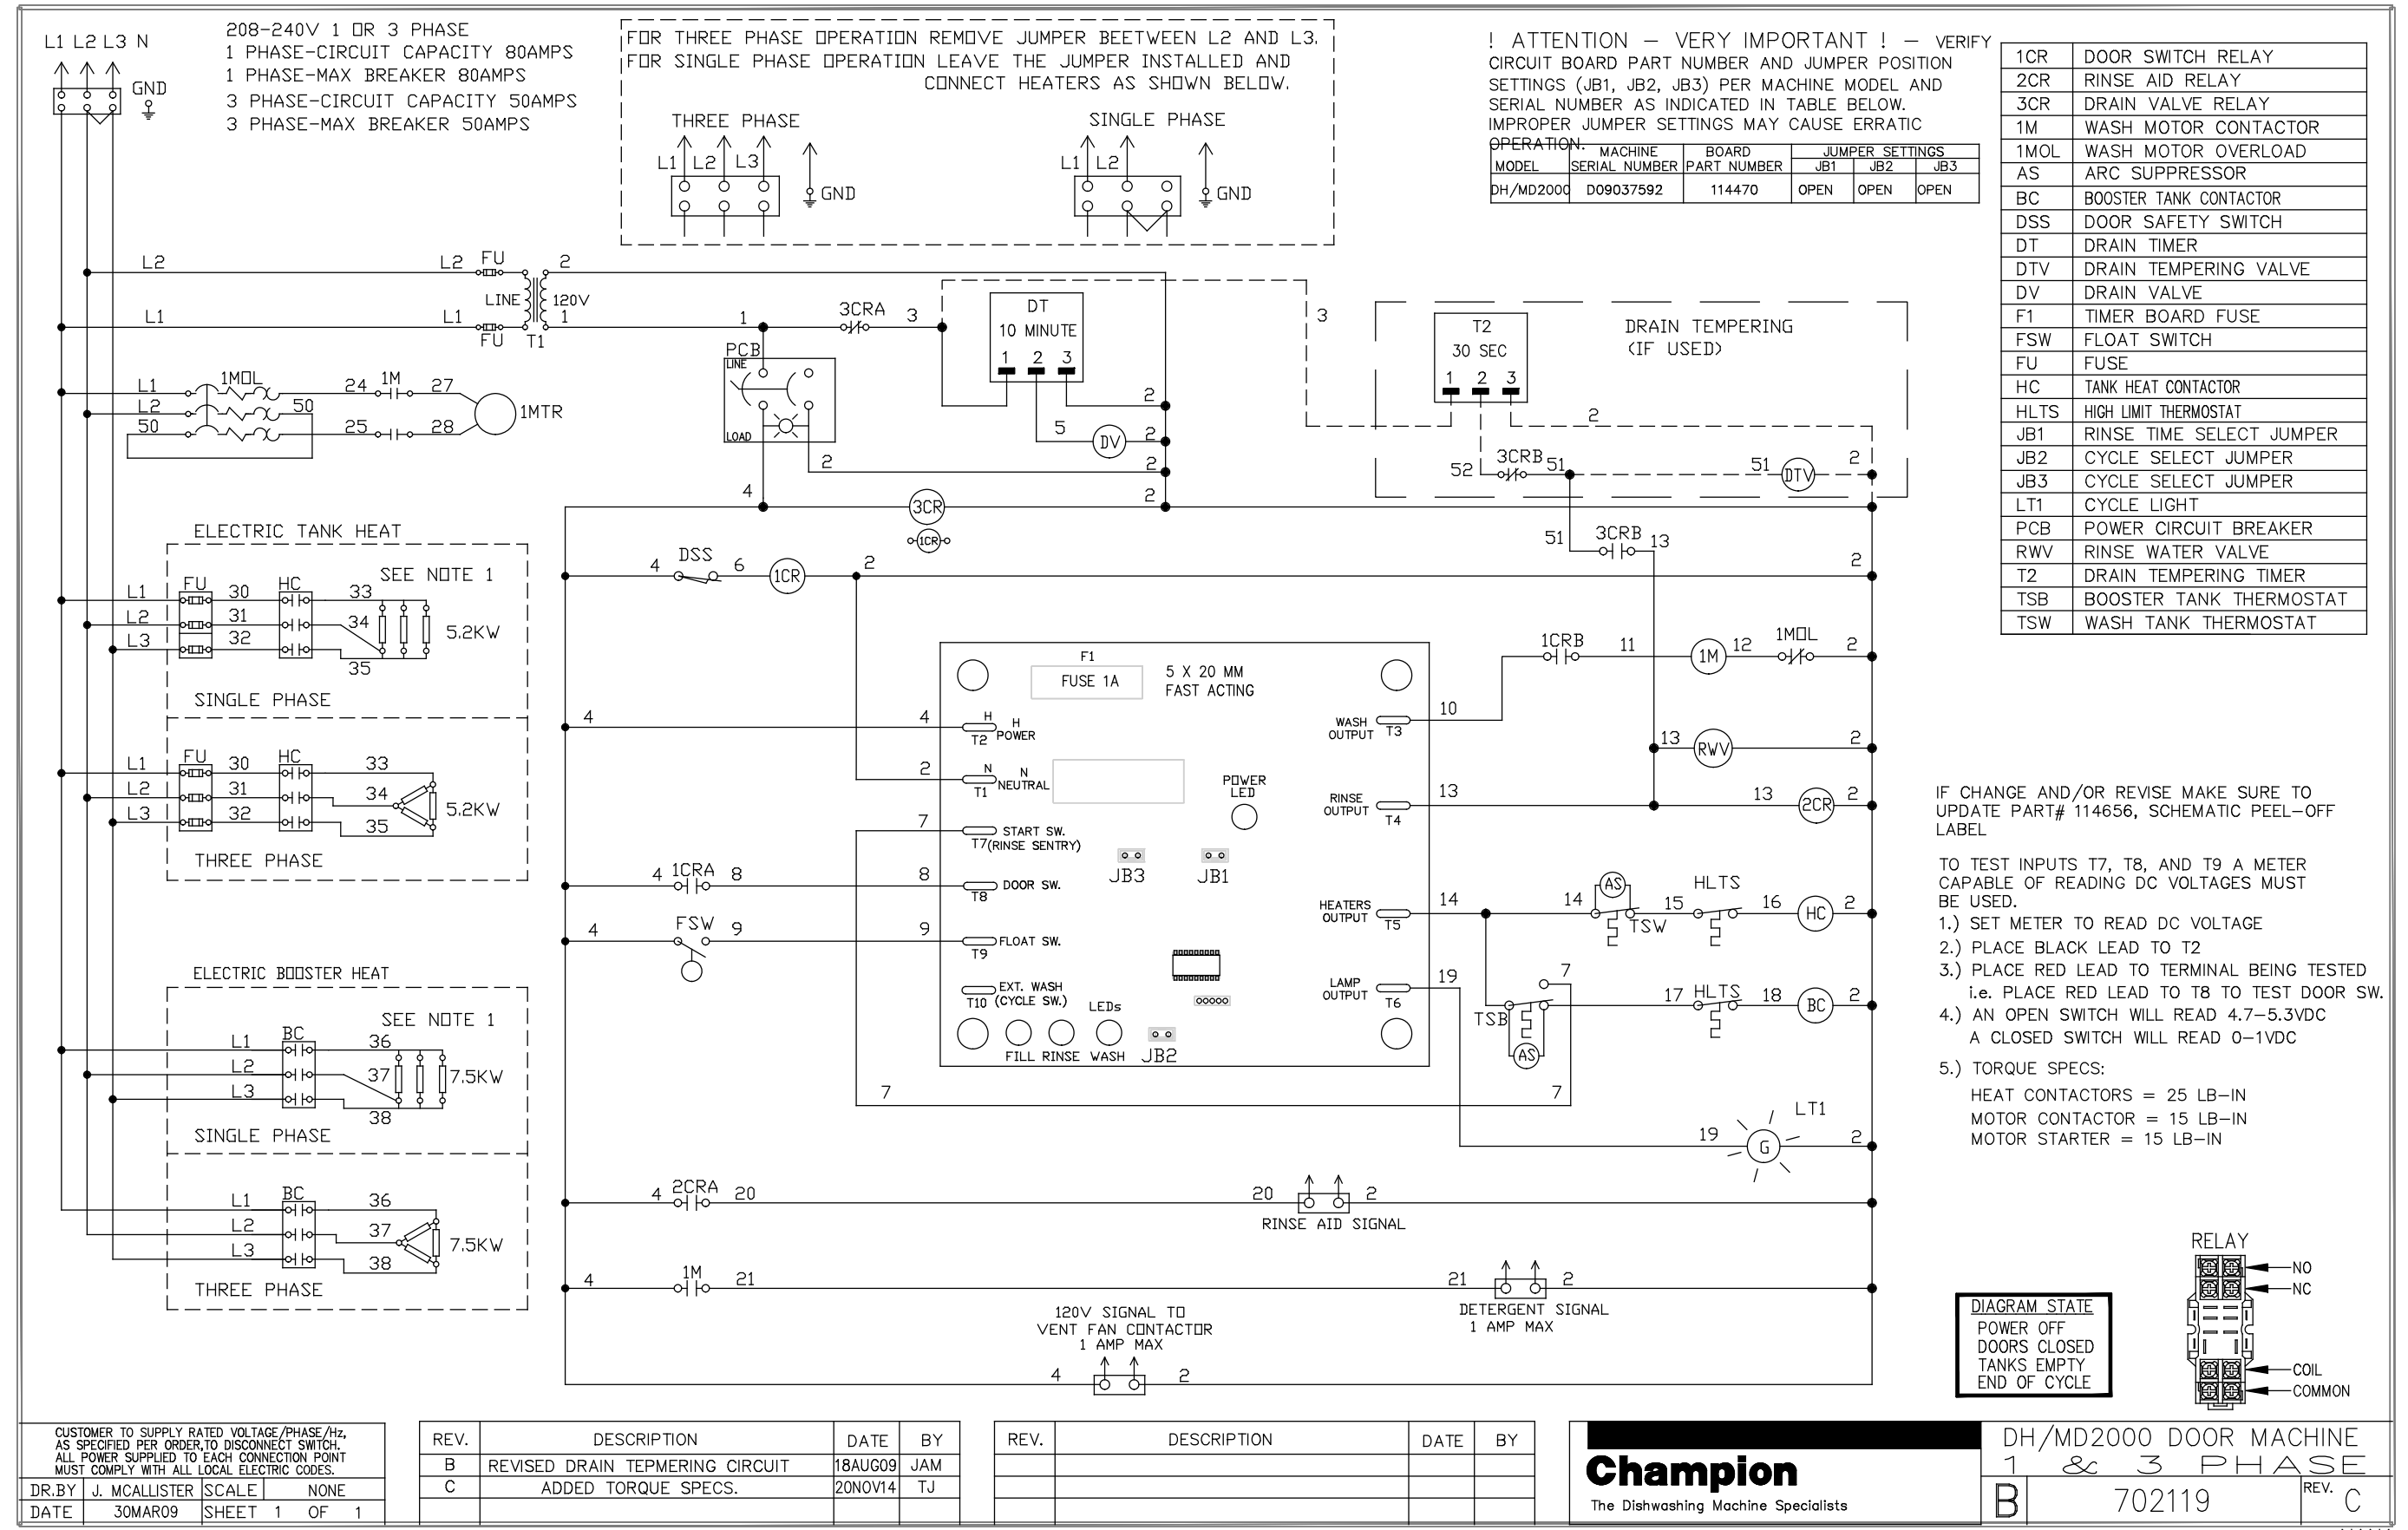 L1 L2 L3 N
GND
208-240V 1 OR 3 PHASE
1 PHASE-CIRCUIT CAPACITY 80AMPS
1 PHASE-MAX BREAKER 80AMPS
3 PHASE-CIRCUIT CAPACITY 50AMPS
3 PHASE-MAX BREAKER 50AMPS
FOR THREE PHASE OPERATION REMOVE JUMPER BEETWEEN L2 AND L3.
FOR SINGLE PHASE OPERATION LEAVE THE JUMPER INSTALLED AND
CONNECT HEATERS AS SHOWN BELOW.
THREE PHASE
L1 L2 L3
GND
SINGLE PHASE
L1 L2
GND
! ATTENTION - VERY IMPORTANT ! - VERIFY
CIRCUIT BOARD PART NUMBER AND JUMPER POSITION
SETTINGS (JB1, JB2, JB3) PER MACHINE MODEL AND
SERIAL NUMBER AS INDICATED IN TABLE BELOW.
IMPROPER JUMPER SETTINGS MAY CAUSE ERRATIC
OPERATION.
MODEL MACHINE SERIAL NUMBER BOARD PART NUMBER JUMPER SETTINGS
JB1 JB2 JB3
DH/MD2000 D09037592 114470 OPEN OPEN OPEN
1CR DOOR SWITCH RELAY
2CR RINSE AID RELAY
3CR DRAIN VALVE RELAY
1M WASH MOTOR CONTACTOR
1MOL WASH MOTOR OVERLOAD
AS ARC SUPPRESSOR
BC BOOSTER TANK CONTACTOR
DSS DOOR SAFETY SWITCH
DT DRAIN TIMER
DTV DRAIN TEMPERING VALVE
DV DRAIN VALVE
F1 TIMER BOARD FUSE
FSW FLOAT SWITCH
FU FUSE
HC TANK HEAT CONTACTOR
HLTS HIGH LIMIT THERMOSTAT
JB1 RINSE TIME SELECT JUMPER
JB2 CYCLE SELECT JUMPER
JB3 CYCLE SELECT JUMPER
LT1 CYCLE LIGHT
PCB POWER CIRCUIT BREAKER
RWV RINSE WATER VALVE
T2 DRAIN TEMPERING TIMER
TSB BOOSTER TANK THERMOSTAT
TSW WASH TANK THERMOSTAT
L2 L2 FU 2
LINE 120V
L1 L1 FU T1 1
1 3CRA 3
DT
10 MINUTE
1 2 3
3
T2
30 SEC
1 2 3
DRAIN TEMPERING
(IF USED)
PCB
LINE
LOAD
2
5 DV 2
2
2
52 3CRB 51 51 DTV 2
L1 1MOL 24 1M 27
L2 50 1MTR
50 25 28
4 3CR 2
1CR
51 3CRB 13
4 DSS 6 1CR 2 2
ELECTRIC TANK HEAT
SEE NOTE 1
L1 FU 30 HC 33
L2 31 34 5.2KW
L3 32 35
SINGLE PHASE
L1 FU 30 HC 33
L2 31 34 5.2KW
L3 32 35
THREE PHASE
ELECTRIC BOOSTER HEAT
SEE NOTE 1
L1 BC 36
L2 37 7.5KW
L3 38
SINGLE PHASE
L1 BC 36
L2 37 7.5KW
L3 38
THREE PHASE
F1
FUSE 1A
5 X 20 MM
FAST ACTING
4 4 H T2 H POWER
2 N T1 N NEUTRAL
7 T7 START SW. (RINSE SENTRY)
4 1CRA 8 8 T8 DOOR SW.
4 FSW 9 9 T9 FLOAT SW.
T10 EXT. WASH (CYCLE SW.)
POWER LED
JB3 JB1
LEDs
FILL RINSE WASH JB2
WASH OUTPUT T3 10
1CRB 11 1M 12 1MOL 2
13 RWV 2
RINSE OUTPUT T4 13 13 2CR 2
HEATERS OUTPUT T5 14 14 AS TSW 15 HLTS 16 HC 2
LAMP OUTPUT T6 19
7 TSB AS 17 HLTS 18 BC 2
7 7
19 G LT1 2
4 2CRA 20 20 2
RINSE AID SIGNAL
4 1M 21 21 2
DETERGENT SIGNAL
1 AMP MAX
120V SIGNAL TO
VENT FAN CONTACTOR
1 AMP MAX
4 2
IF CHANGE AND/OR REVISE MAKE SURE TO
UPDATE PART# 114656, SCHEMATIC PEEL-OFF
LABEL
TO TEST INPUTS T7, T8, AND T9 A METER
CAPABLE OF READING DC VOLTAGES MUST
BE USED.
1.) SET METER TO READ DC VOLTAGE
2.) PLACE BLACK LEAD TO T2
3.) PLACE RED LEAD TO TERMINAL BEING TESTED
i.e. PLACE RED LEAD TO T8 TO TEST DOOR SW.
4.) AN OPEN SWITCH WILL READ 4.7-5.3VDC
A CLOSED SWITCH WILL READ 0-1VDC
5.) TORQUE SPECS:
HEAT CONTACTORS = 25 LB-IN
MOTOR CONTACTOR = 15 LB-IN
MOTOR STARTER = 15 LB-IN
RELAY
NO
NC
COIL
COMMON
DIAGRAM STATE
POWER OFF
DOORS CLOSED
TANKS EMPTY
END OF CYCLE
CUSTOMER TO SUPPLY RATED VOLTAGE/PHASE/Hz,
AS SPECIFIED PER ORDER,TO DISCONNECT SWITCH.
ALL POWER SUPPLIED TO EACH CONNECTION POINT
MUST COMPLY WITH ALL LOCAL ELECTRIC CODES.
DR.BY J. MCALLISTER SCALE NONE
DATE 30MAR09 SHEET 1 OF 1
REV. DESCRIPTION DATE BY
B REVISED DRAIN TEPMERING CIRCUIT 18AUG09 JAM
C ADDED TORQUE SPECS. 20NOV14 TJ
REV. DESCRIPTION DATE BY
Champion
The Dishwashing Machine Specialists
DH/MD2000 DOOR MACHINE
1 & 3 PHASE
B 702119 REV. C